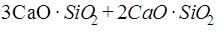 3CaO · SiO₂ + 2CaO · SiO₂